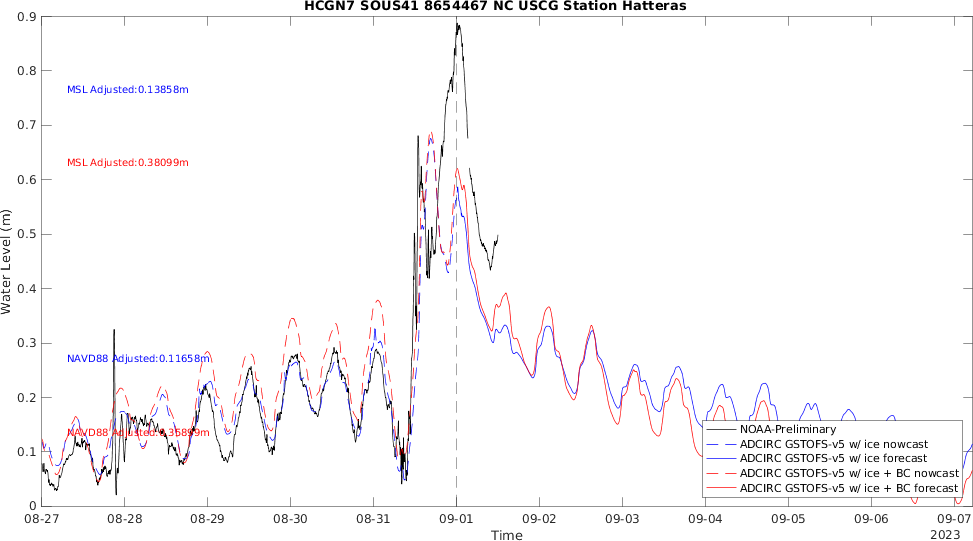 HCGN7 SOUS41 8654467 NC USCG Station Hatteras
0.9
0.8
0.7
0.6
0.5
0.4
0.3
0.2
0.1
0
Water Level (m)
MSL Adjusted:0.13858m
MSL Adjusted:0.38099m
NAVD88 Adjusted:0.11658m
NAVD88 Adjusted:0.35899m
NOAA-Preliminary
ADCIRC GSTOFS-v5 w/ ice nowcast
ADCIRC GSTOFS-v5 w/ ice forecast
ADCIRC GSTOFS-v5 w/ ice + BC nowcast
ADCIRC GSTOFS-v5 w/ ice + BC forecast
08-27 08-28 08-29 08-30 08-31 09-01 09-02 09-03 09-04 09-05 09-06 09-07
Time
2023